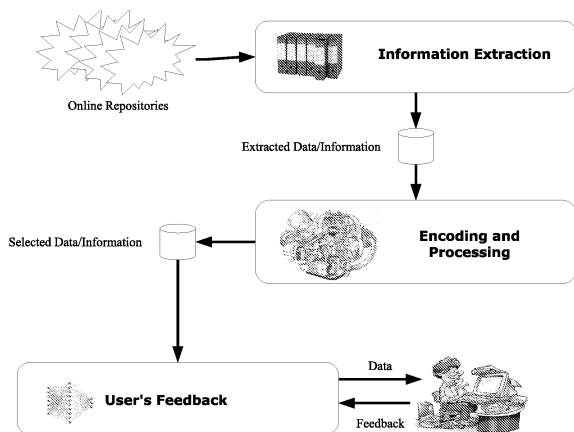 Information Extraction
Online Repositories
Extracted Data/Information
Encoding and
Processing
Selected Data/Information
Data
User's Feedback
Feedback